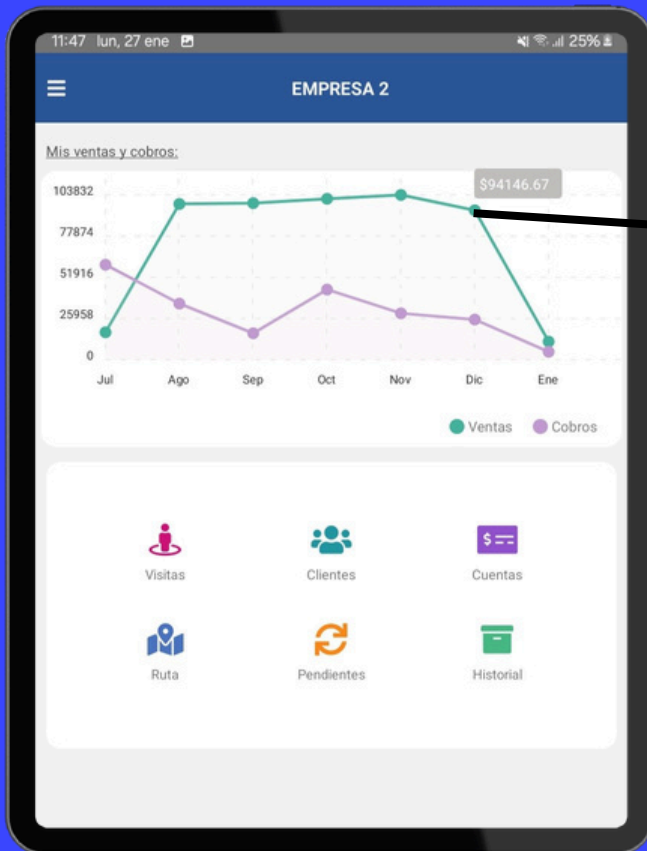 11:47 lun, 27 ene
25%
EMPRESA 2
Mis ventas y cobros:
$94146.67
103832
77874
51916
25958
0
Jul Ago Sep Oct Nov Dic Ene
Ventas Cobros
Visitas Clientes Cuentas
Ruta Pendientes Historial